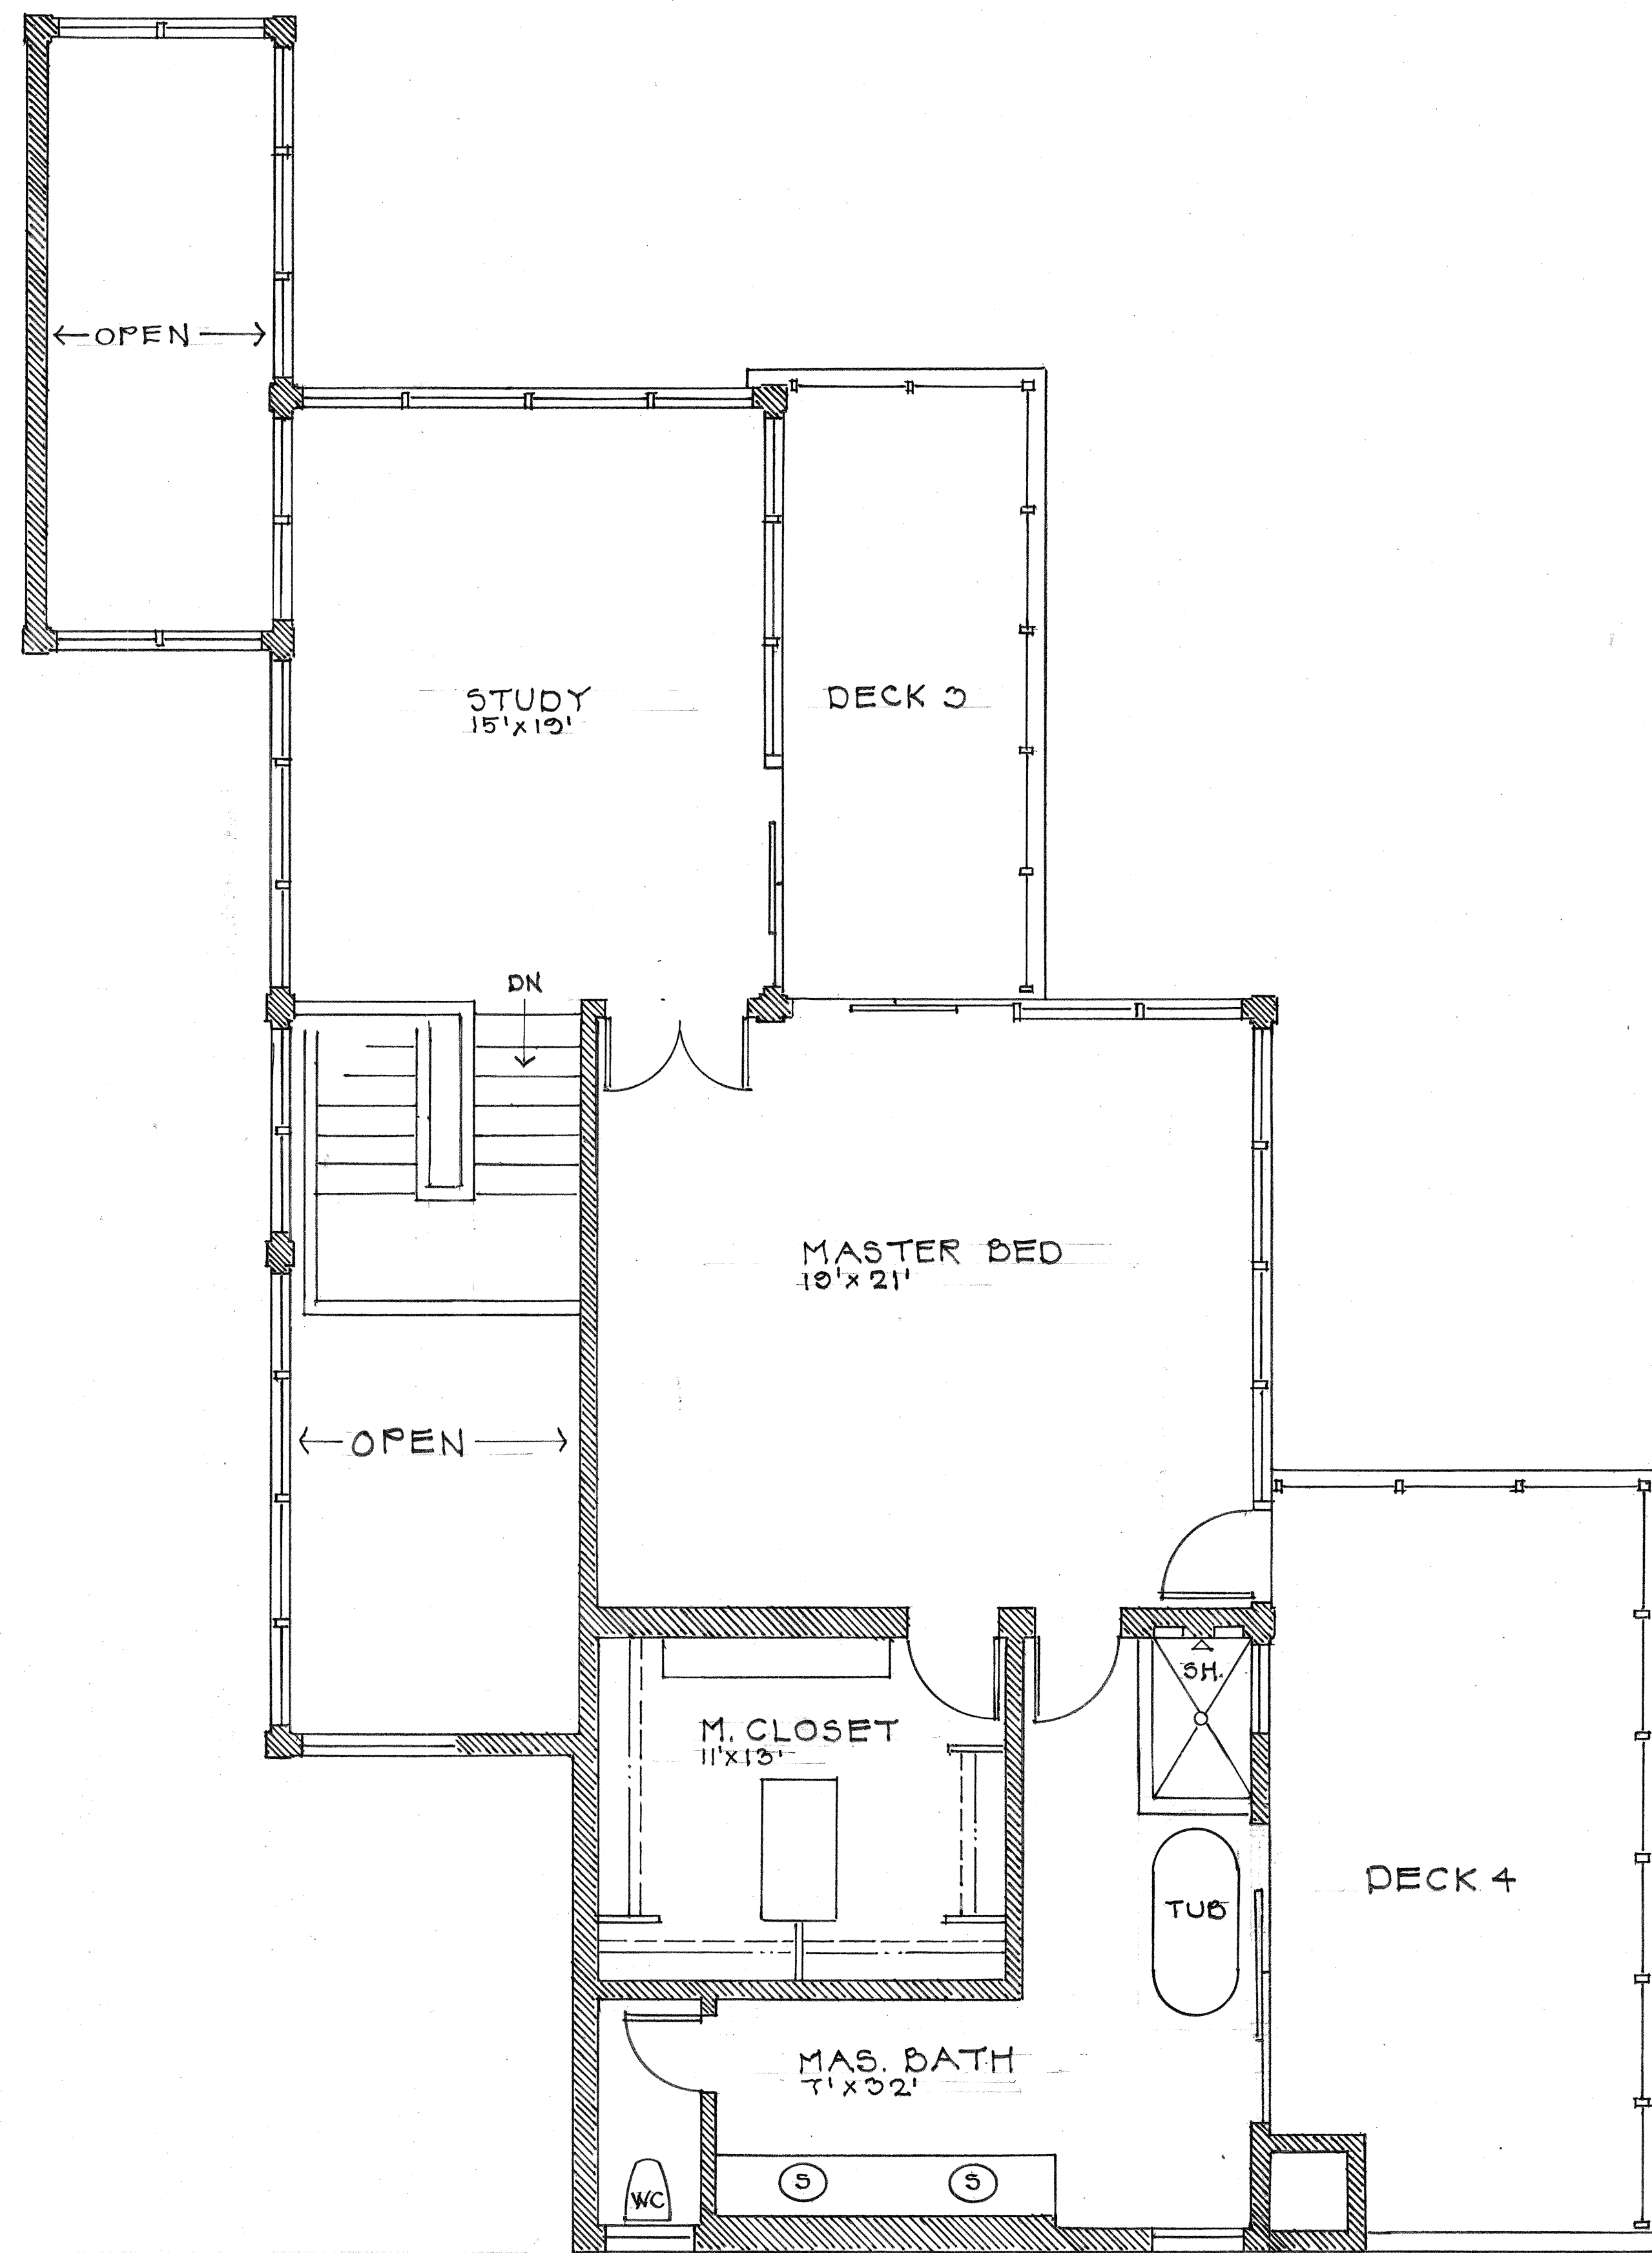 OPEN
STUDY
15'x19'
DECK 3
DN
MASTER BED
19'x21'
OPEN
SH.
M. CLOSET
11'x13'
DECK 4
TUB
MAS. BATH
7'x32'
S
S
WC